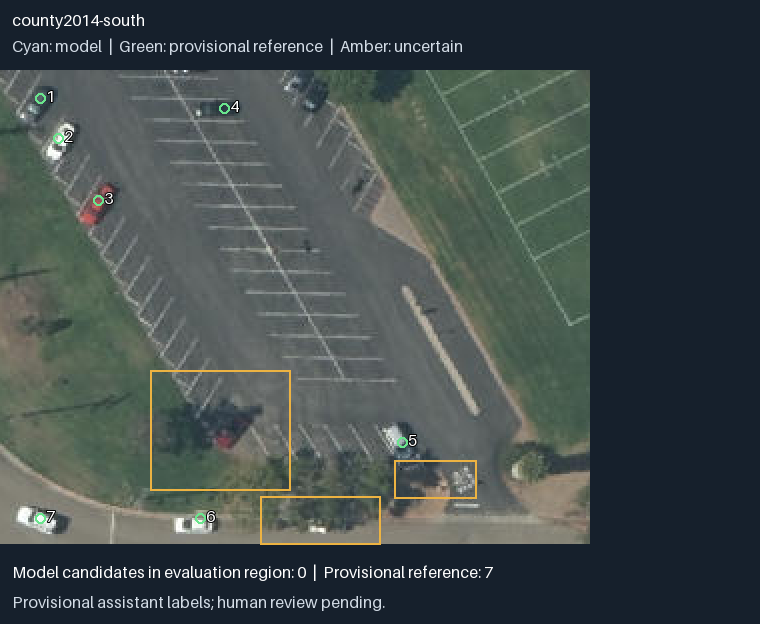 county2014-south
Cyan: model | Green: provisional reference | Amber: uncertain
1
2
3
4
5
6
7
Model candidates in evaluation region: 0 | Provisional reference: 7
Provisional assistant labels; human review pending.